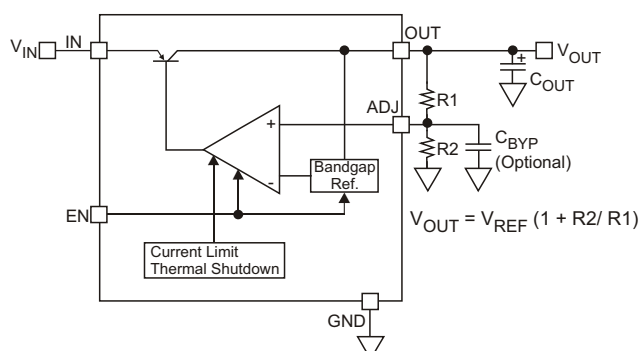 V_IN
IN
OUT
V_OUT
C_OUT
R1
ADJ
+
R2
C_BYP
(Optional)
-
Bandgap
Ref.
EN
V_OUT = V_REF (1 + R2/ R1)
Current Limit
Thermal Shutdown
GND